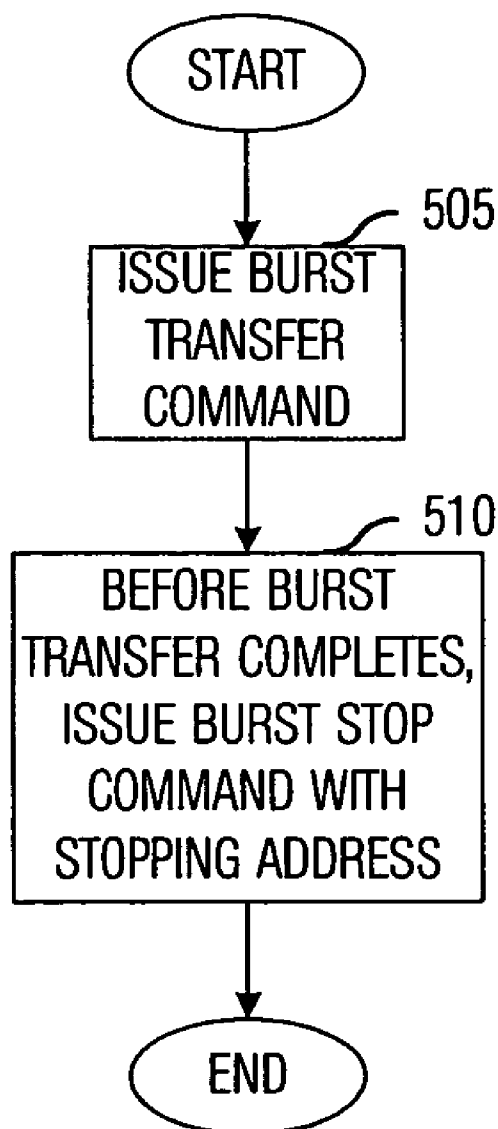 START
505
ISSUE BURST
TRANSFER
COMMAND
510
BEFORE BURST
TRANSFER COMPLETES,
ISSUE BURST STOP
COMMAND WITH
STOPPING ADDRESS
END